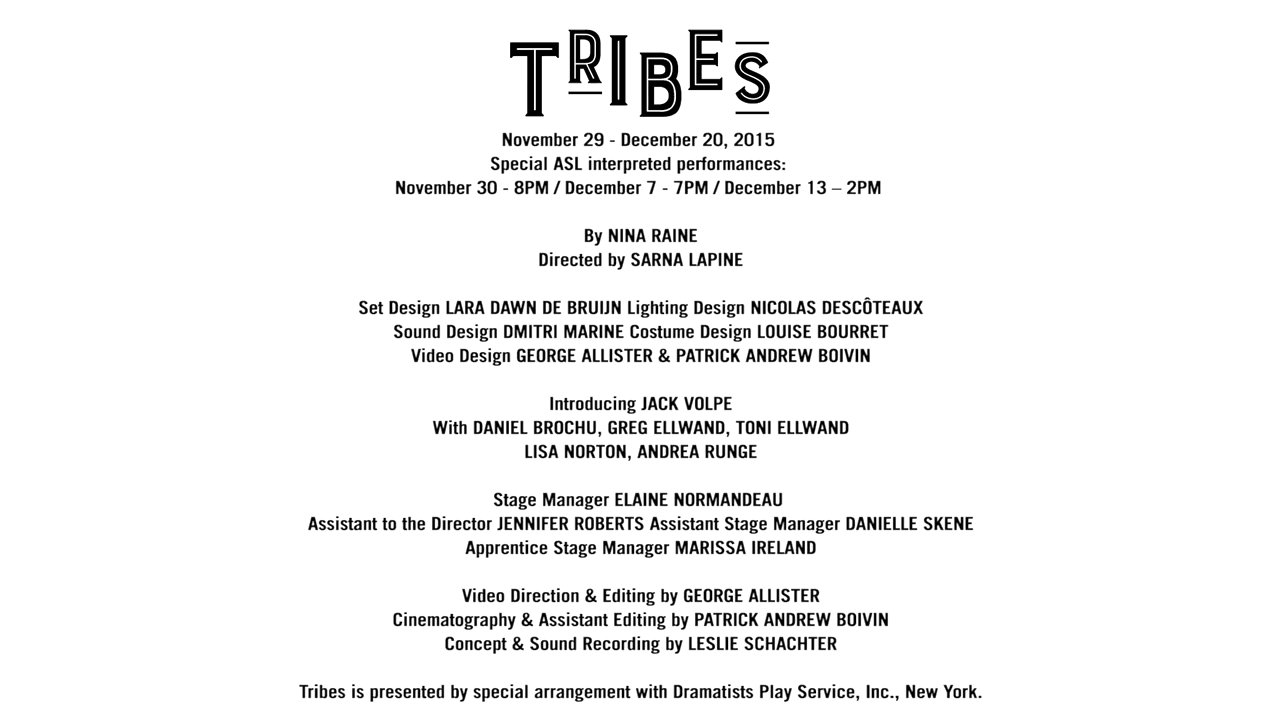 TRIBES
November 29 - December 20, 2015
Special ASL interpreted performances:
November 30 - 8PM / December 7 - 7PM / December 13 – 2PM
By NINA RAINE
Directed by SARNA LAPINE
Set Design LARA DAWN DE BRUIJN Lighting Design NICOLAS DESCÔTEAUX
Sound Design DMITRI MARINE Costume Design LOUISE BOURRET
Video Design GEORGE ALLISTER & PATRICK ANDREW BOIVIN
Introducing JACK VOLPE
With DANIEL BROCHU, GREG ELLWAND, TONI ELLWAND
LISA NORTON, ANDREA RUNGE
Stage Manager ELAINE NORMANDEAU
Assistant to the Director JENNIFER ROBERTS Assistant Stage Manager DANIELLE SKENE
Apprentice Stage Manager MARISSA IRELAND
Video Direction & Editing by GEORGE ALLISTER
Cinematography & Assistant Editing by PATRICK ANDREW BOIVIN
Concept & Sound Recording by LESLIE SCHACHTER
Tribes is presented by special arrangement with Dramatists Play Service, Inc., New York.